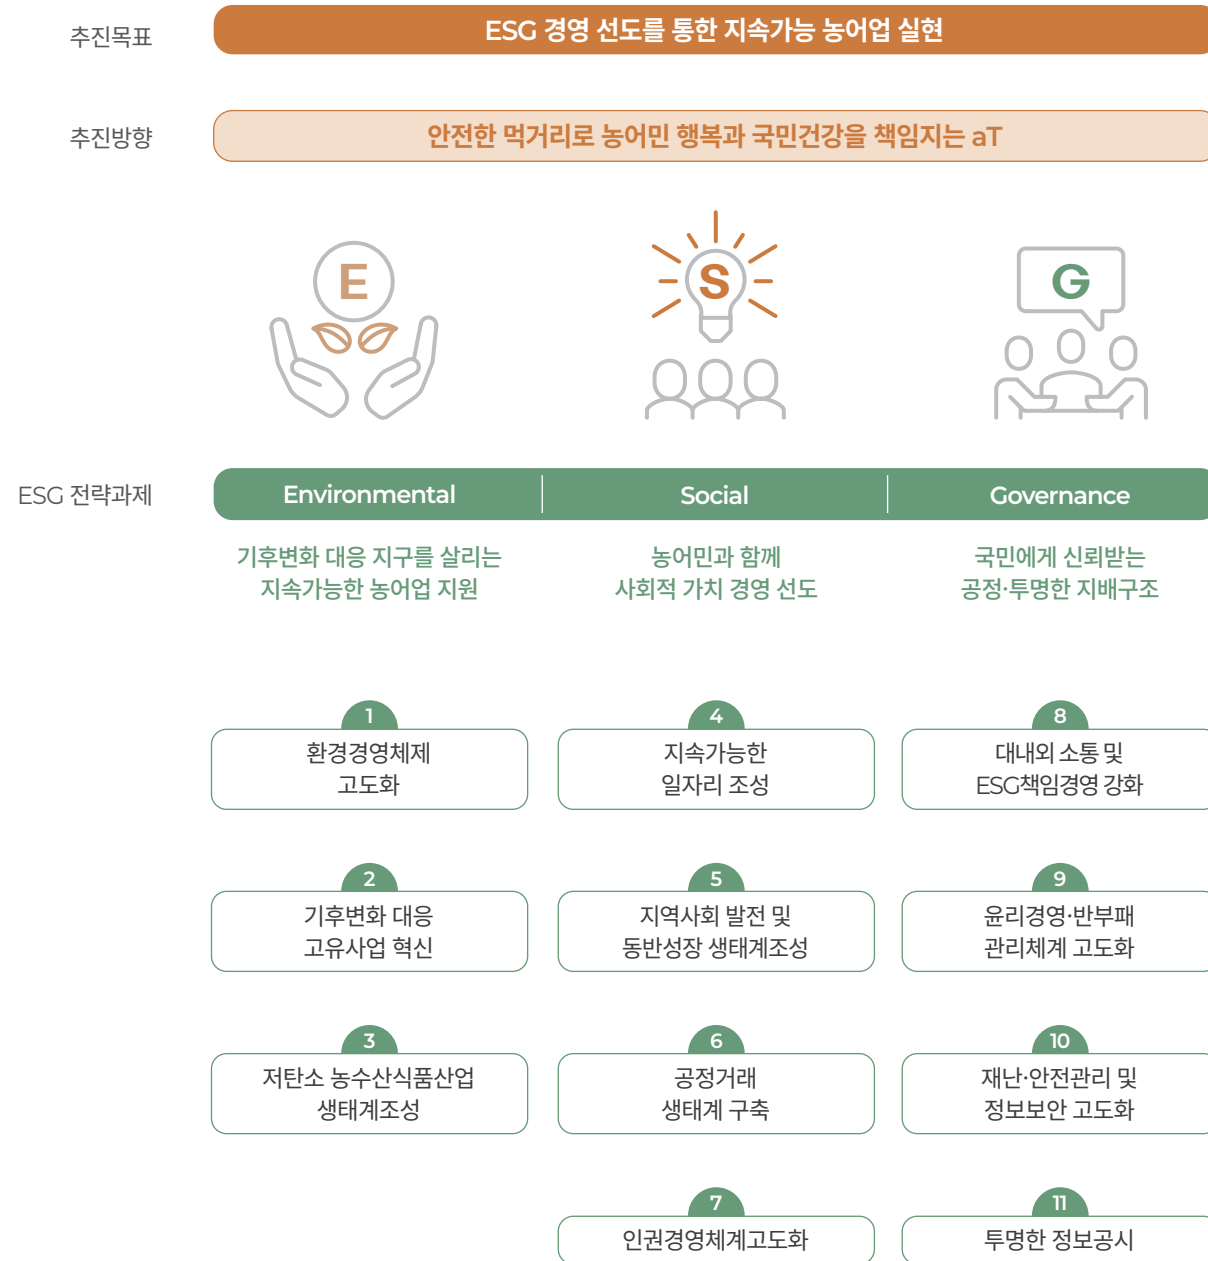 추진목표
ESG 경영 선도를 통한 지속가능 농어업 실현
추진방향
안전한 먹거리로 농어민 행복과 국민건강을 책임지는 aT
E
S
G
ESG 전략과제
Environmental
Social
Governance
기후변화 대응 지구를 살리는
지속가능한 농어업 지원
농어민과 함께
사회적 가치 경영 선도
국민에게 신뢰받는
공정·투명한 지배구조
1
환경경영체제
고도화
4
지속가능한
일자리 조성
8
대내외 소통 및
ESG책임경영 강화
2
기후변화 대응
고유사업 혁신
5
지역사회 발전 및
동반성장 생태계조성
9
윤리경영·반부패
관리체계 고도화
3
저탄소 농수산식품산업
생태계조성
6
공정거래
생태계 구축
10
재난·안전관리 및
정보보안 고도화
7
인권경영체계고도화
11
투명한 정보공시